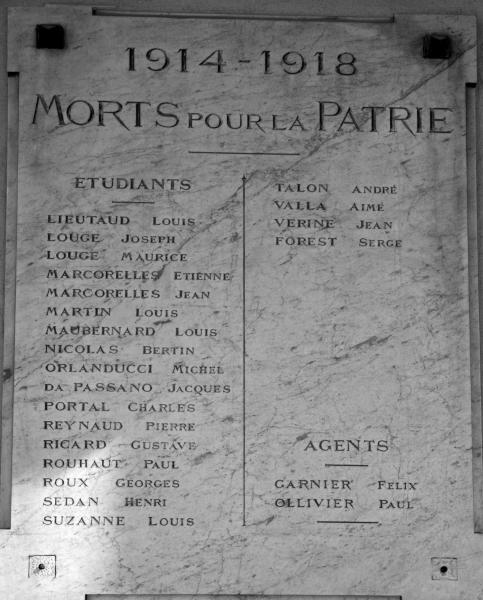 1914 - 1918
MORTS POUR LA PATRIE
ETUDIANTS
LIEUTAUD LOUIS
LOUGE JOSEPH
LOUGE MAURICE
MARCORELLES ETIENNE
MARCORELLES JEAN
MARTIN LOUIS
MAUBERNARD LOUIS
NICOLAS BERTIN
ORLANDUCCI MICHEL
DA PASSANO JACQUES
PORTAL CHARLES
REYNAUD PIERRE
RICARD GUSTAVE
ROUHAUT PAUL
ROUX GEORGES
SEDAN HENRI
SUZANNE LOUIS
TALON ANDRÉ
VALLA AIMÉ
VERINE JEAN
FOREST SERGE
AGENTS
GARNIER FELIX
OLLIVIER PAUL